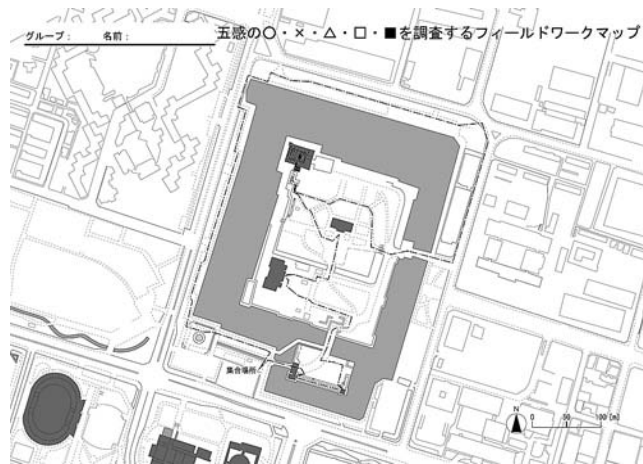 グループ： 名前：
五感の○・×・△・□・■を調査するフィールドワークマップ
集合場所
N
0 50 100 [m]